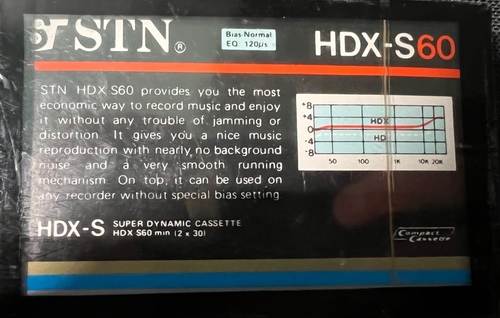 STN®
Bias-Normal
EQ: 120µs
HDX-S60
STN HDX S60 provides you the most
economic way to record music and enjoy
it without any trouble of jamming or
distortion. It gives you a nice music
reproduction with nearly no background
noise and a very smooth running
mechanism. On top, it can be used on
any recorder without special bias setting
+8
+4
0
-4
-8
HDX
HD
50 100 1K 10K 20K
HDX-S SUPER DYNAMIC CASSETTE
HDX S60 min (2 x 30)
Compact
Cassette